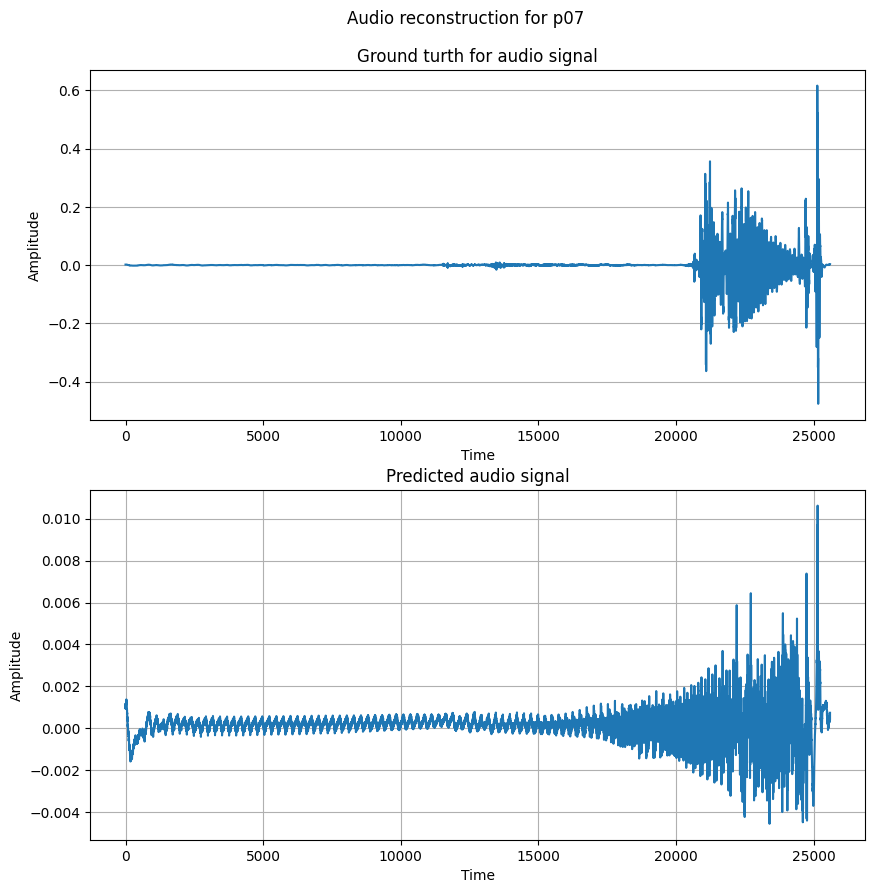 Audio reconstruction for p07
Ground turth for audio signal
0.6
0.4
0.2
0.0
−0.2
−0.4
Amplitude
0 5000 10000 15000 20000 25000
Time
Predicted audio signal
0.010
0.008
0.006
0.004
0.002
0.000
−0.002
−0.004
Amplitude
0 5000 10000 15000 20000 25000
Time